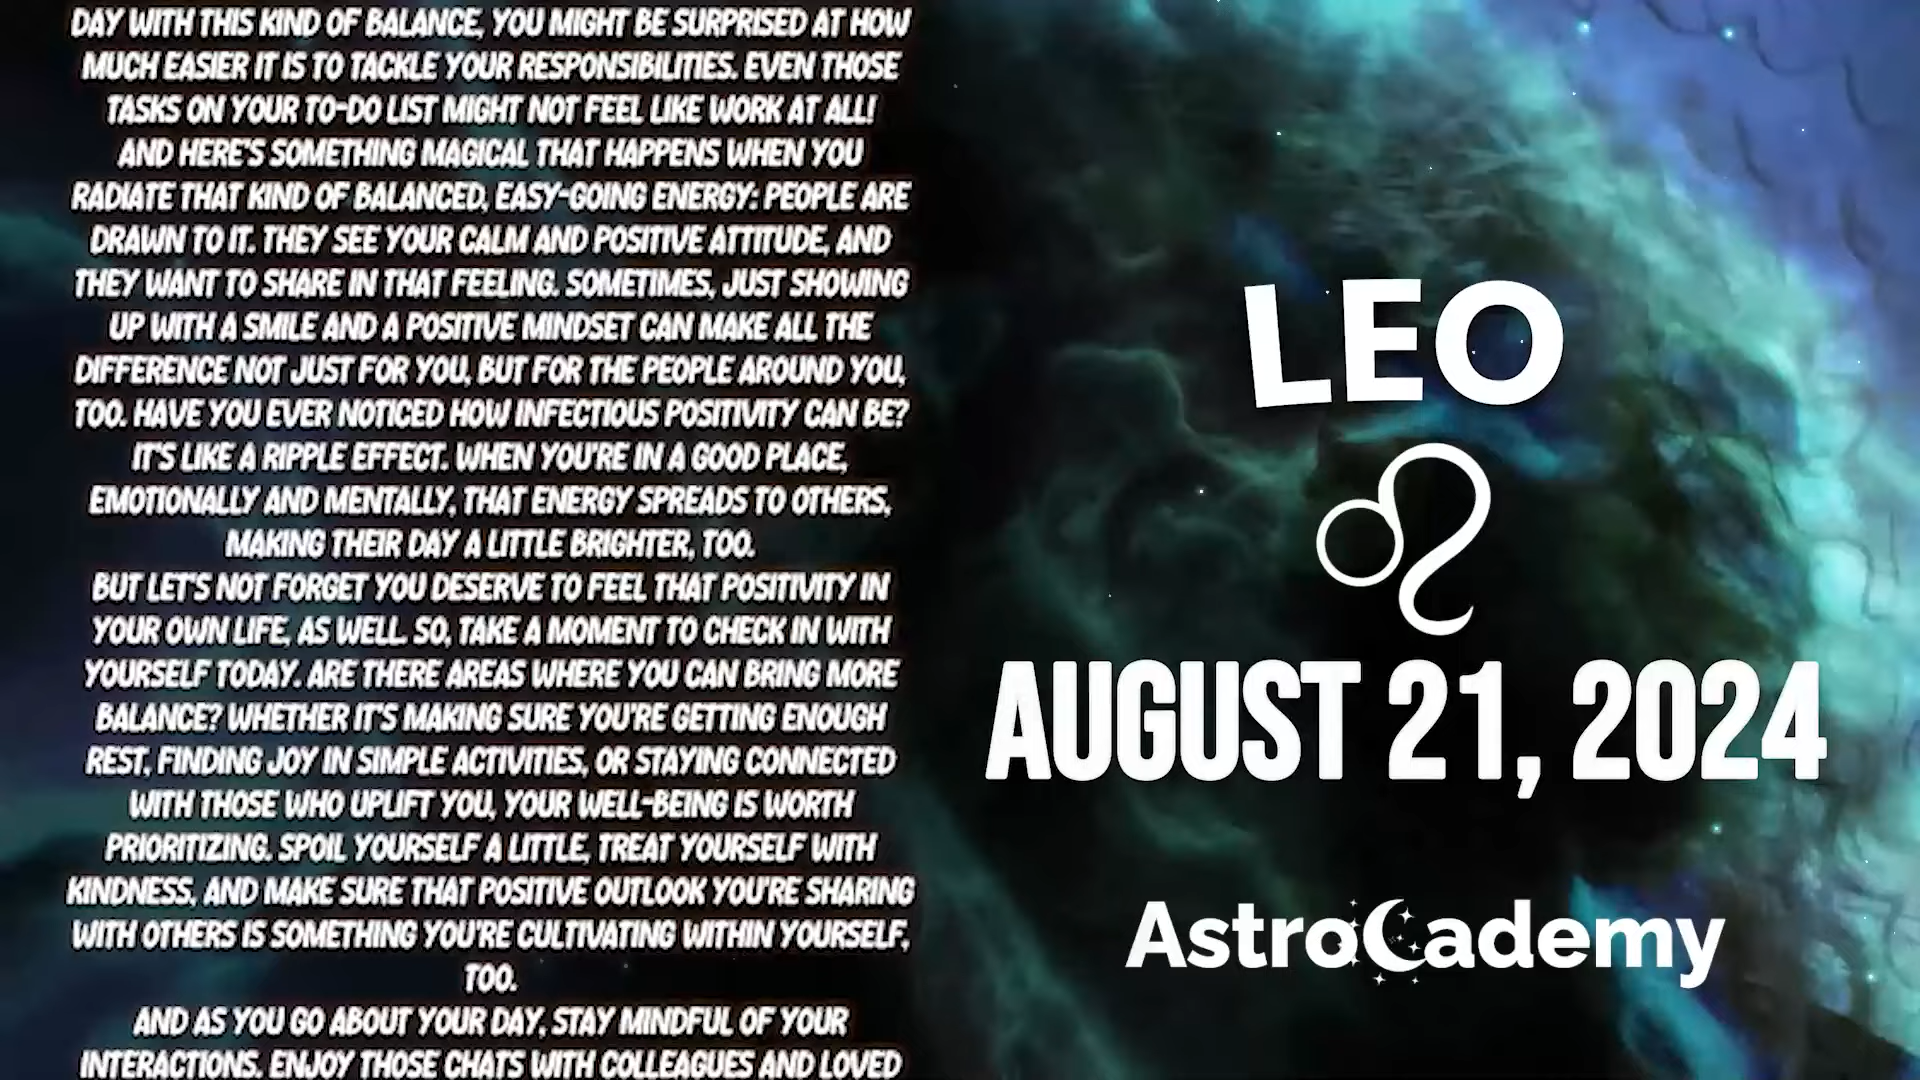 DAY WITH THIS KIND OF BALANCE, YOU MIGHT BE SURPRISED AT HOW
MUCH EASIER IT IS TO TACKLE YOUR RESPONSIBILITIES. EVEN THOSE
TASKS ON YOUR TO-DO LIST MIGHT NOT FEEL LIKE WORK AT ALL!
AND HERE'S SOMETHING MAGICAL THAT HAPPENS WHEN YOU
RADIATE THAT KIND OF BALANCED, EASY-GOING ENERGY: PEOPLE ARE
DRAWN TO IT. THEY SEE YOUR CALM AND POSITIVE ATTITUDE, AND
THEY WANT TO SHARE IN THAT FEELING. SOMETIMES, JUST SHOWING
UP WITH A SMILE AND A POSITIVE MINDSET CAN MAKE ALL THE
DIFFERENCE NOT JUST FOR YOU, BUT FOR THE PEOPLE AROUND YOU,
TOO. HAVE YOU EVER NOTICED HOW INFECTIOUS POSITIVITY CAN BE?
IT'S LIKE A RIPPLE EFFECT. WHEN YOU'RE IN A GOOD PLACE,
EMOTIONALLY AND MENTALLY, THAT ENERGY SPREADS TO OTHERS,
MAKING THEIR DAY A LITTLE BRIGHTER, TOO.
BUT LET'S NOT FORGET YOU DESERVE TO FEEL THAT POSITIVITY IN
YOUR OWN LIFE, AS WELL. SO, TAKE A MOMENT TO CHECK IN WITH
YOURSELF TODAY. ARE THERE AREAS WHERE YOU CAN BRING MORE
BALANCE? WHETHER IT'S MAKING SURE YOU'RE GETTING ENOUGH
REST, FINDING JOY IN SIMPLE ACTIVITIES, OR STAYING CONNECTED
WITH THOSE WHO UPLIFT YOU, YOUR WELL-BEING IS WORTH
PRIORITIZING. SPOIL YOURSELF A LITTLE, TREAT YOURSELF WITH
KINDNESS, AND MAKE SURE THAT POSITIVE OUTLOOK YOU'RE SHARING
WITH OTHERS IS SOMETHING YOU'RE CULTIVATING WITHIN YOURSELF,
TOO.
AND AS YOU GO ABOUT YOUR DAY, STAY MINDFUL OF YOUR
INTERACTIONS. ENJOY THOSE CHATS WITH COLLEAGUES AND LOVED
LEO
♌
AUGUST 21, 2024
AstroCademy